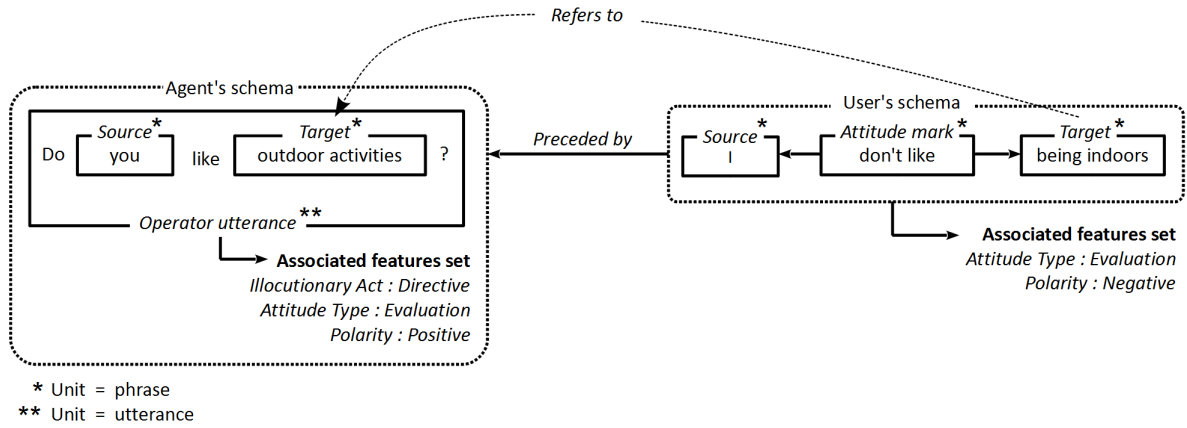 Refers to
Agent's schema
Do Source* you like Target* outdoor activities ?
Operator utterance**
Associated features set
Illocutionary Act : Directive
Attitude Type : Evaluation
Polarity : Positive
Preceded by
User's schema
Source* Attitude mark* Target*
I don't like being indoors
Associated features set
Attitude Type : Evaluation
Polarity : Negative
* Unit = phrase
** Unit = utterance